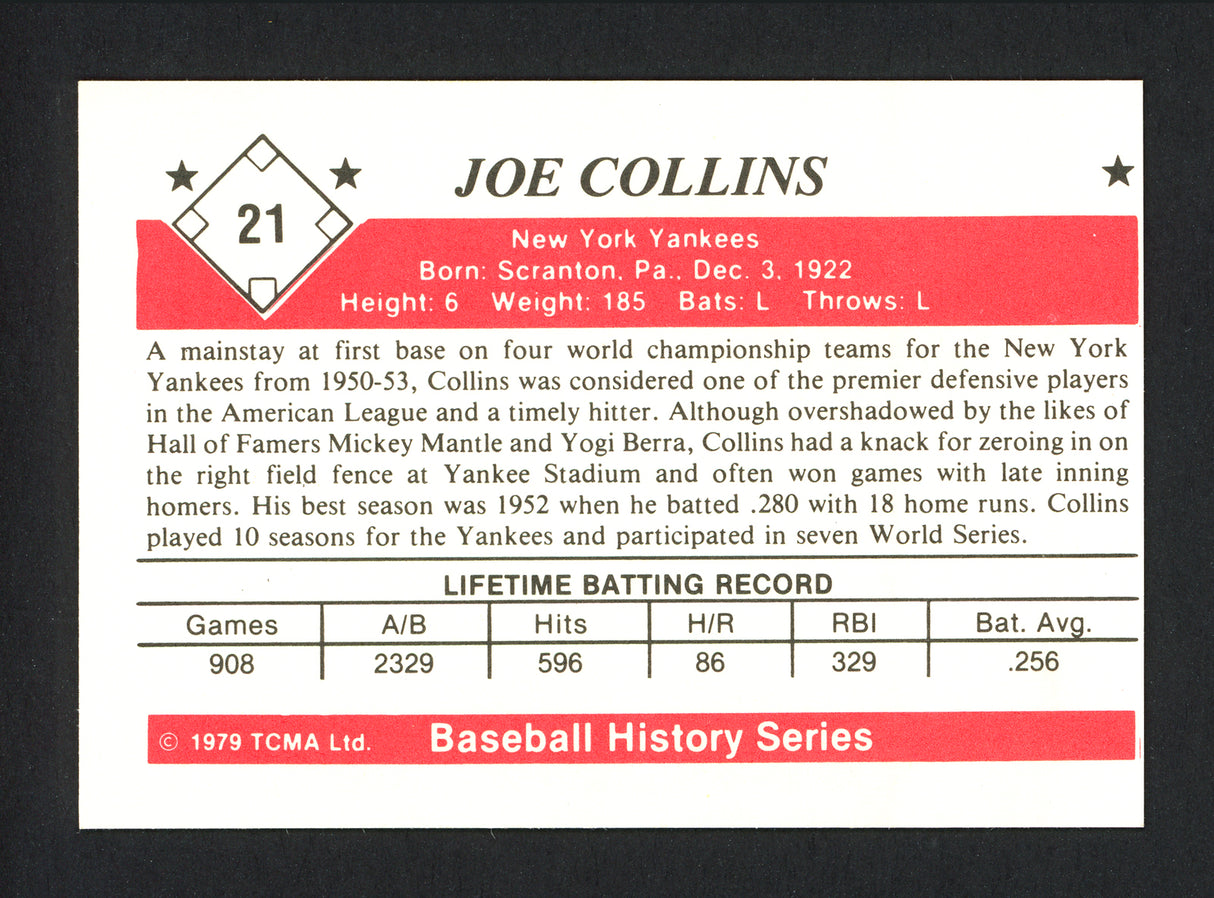 JOE COLLINS
21
New York Yankees
Born: Scranton, Pa., Dec. 3, 1922
Height: 6 Weight: 185 Bats: L Throws: L
A mainstay at first base on four world championship teams for the New York
Yankees from 1950-53, Collins was considered one of the premier defensive players
in the American League and a timely hitter. Although overshadowed by the likes of
Hall of Famers Mickey Mantle and Yogi Berra, Collins had a knack for zeroing in on
the right field fence at Yankee Stadium and often won games with late inning
homers. His best season was 1952 when he batted .280 with 18 home runs. Collins
played 10 seasons for the Yankees and participated in seven World Series.
LIFETIME BATTING RECORD
Games A/B Hits H/R RBI Bat. Avg.
908 2329 596 86 329 .256
© 1979 TCMA Ltd. Baseball History Series